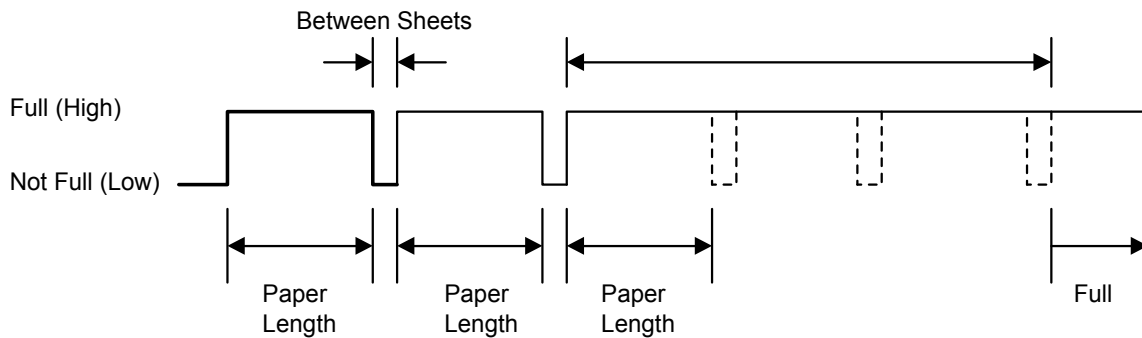 Between Sheets
Full (High)
Not Full (Low)
Paper
Length
Paper
Length
Paper
Length
Full